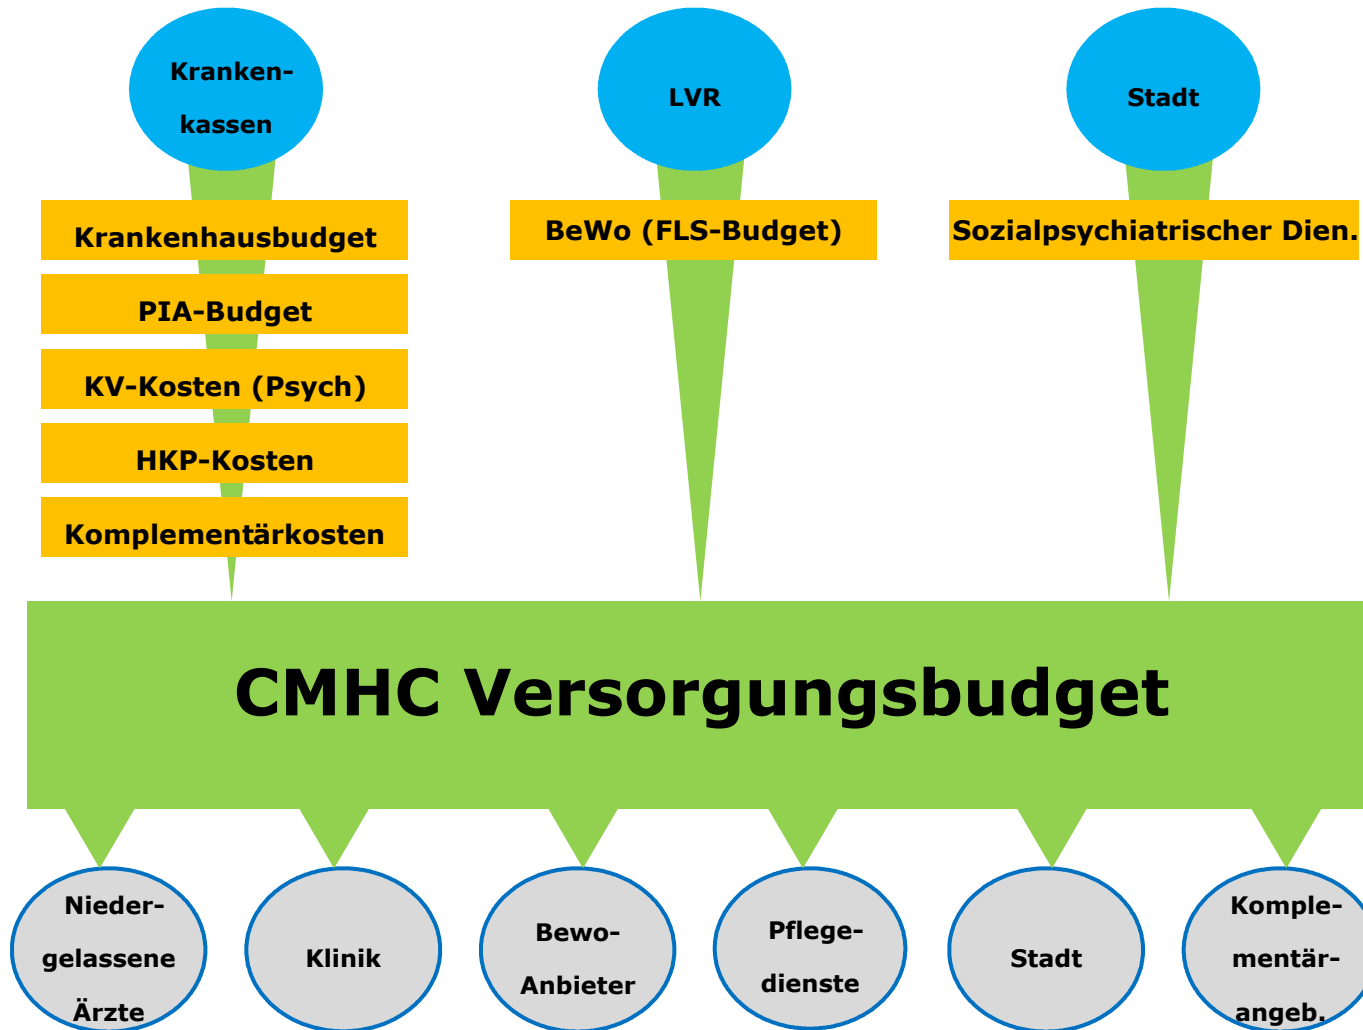 Kranken-
kassen
LVR
Stadt
Krankenhausbudget
BeWo (FLS-Budget)
Sozialpsychiatrischer Dien.
PIA-Budget
KV-Kosten (Psych)
HKP-Kosten
Komplementärkosten
CMHC Versorgungsbudget
Nieder-
gelassene
Ärzte
Klinik
Bewo-
Anbieter
Pflege-
dienste
Stadt
Komple-
mentär-
angeb.